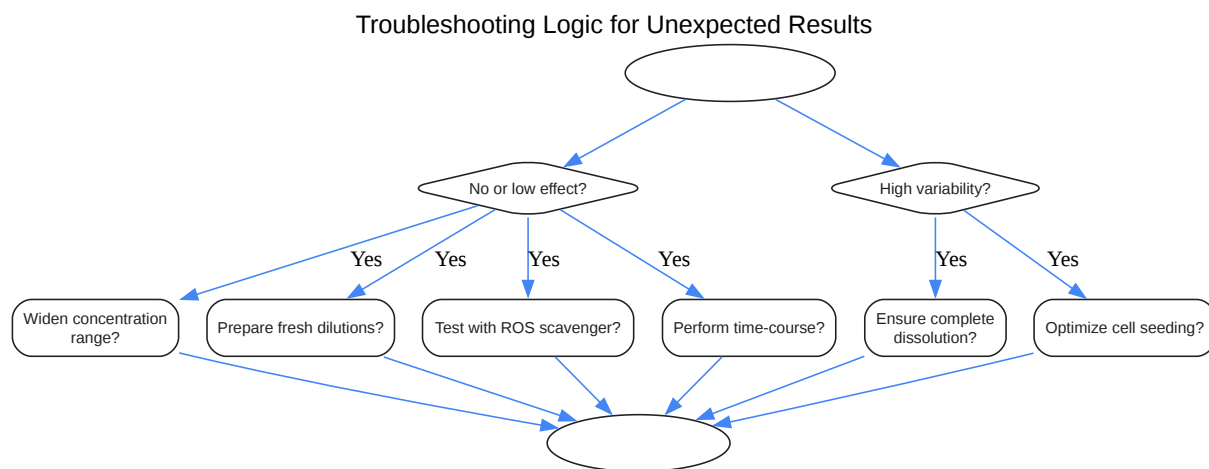 Troubleshooting Logic for Unexpected Results
No or low effect?
High variability?
Yes
Yes
Yes
Yes
Yes
Yes
Widen concentration
range?
Prepare fresh dilutions?
Test with ROS scavenger?
Perform time-course?
Ensure complete
dissolution?
Optimize cell seeding?